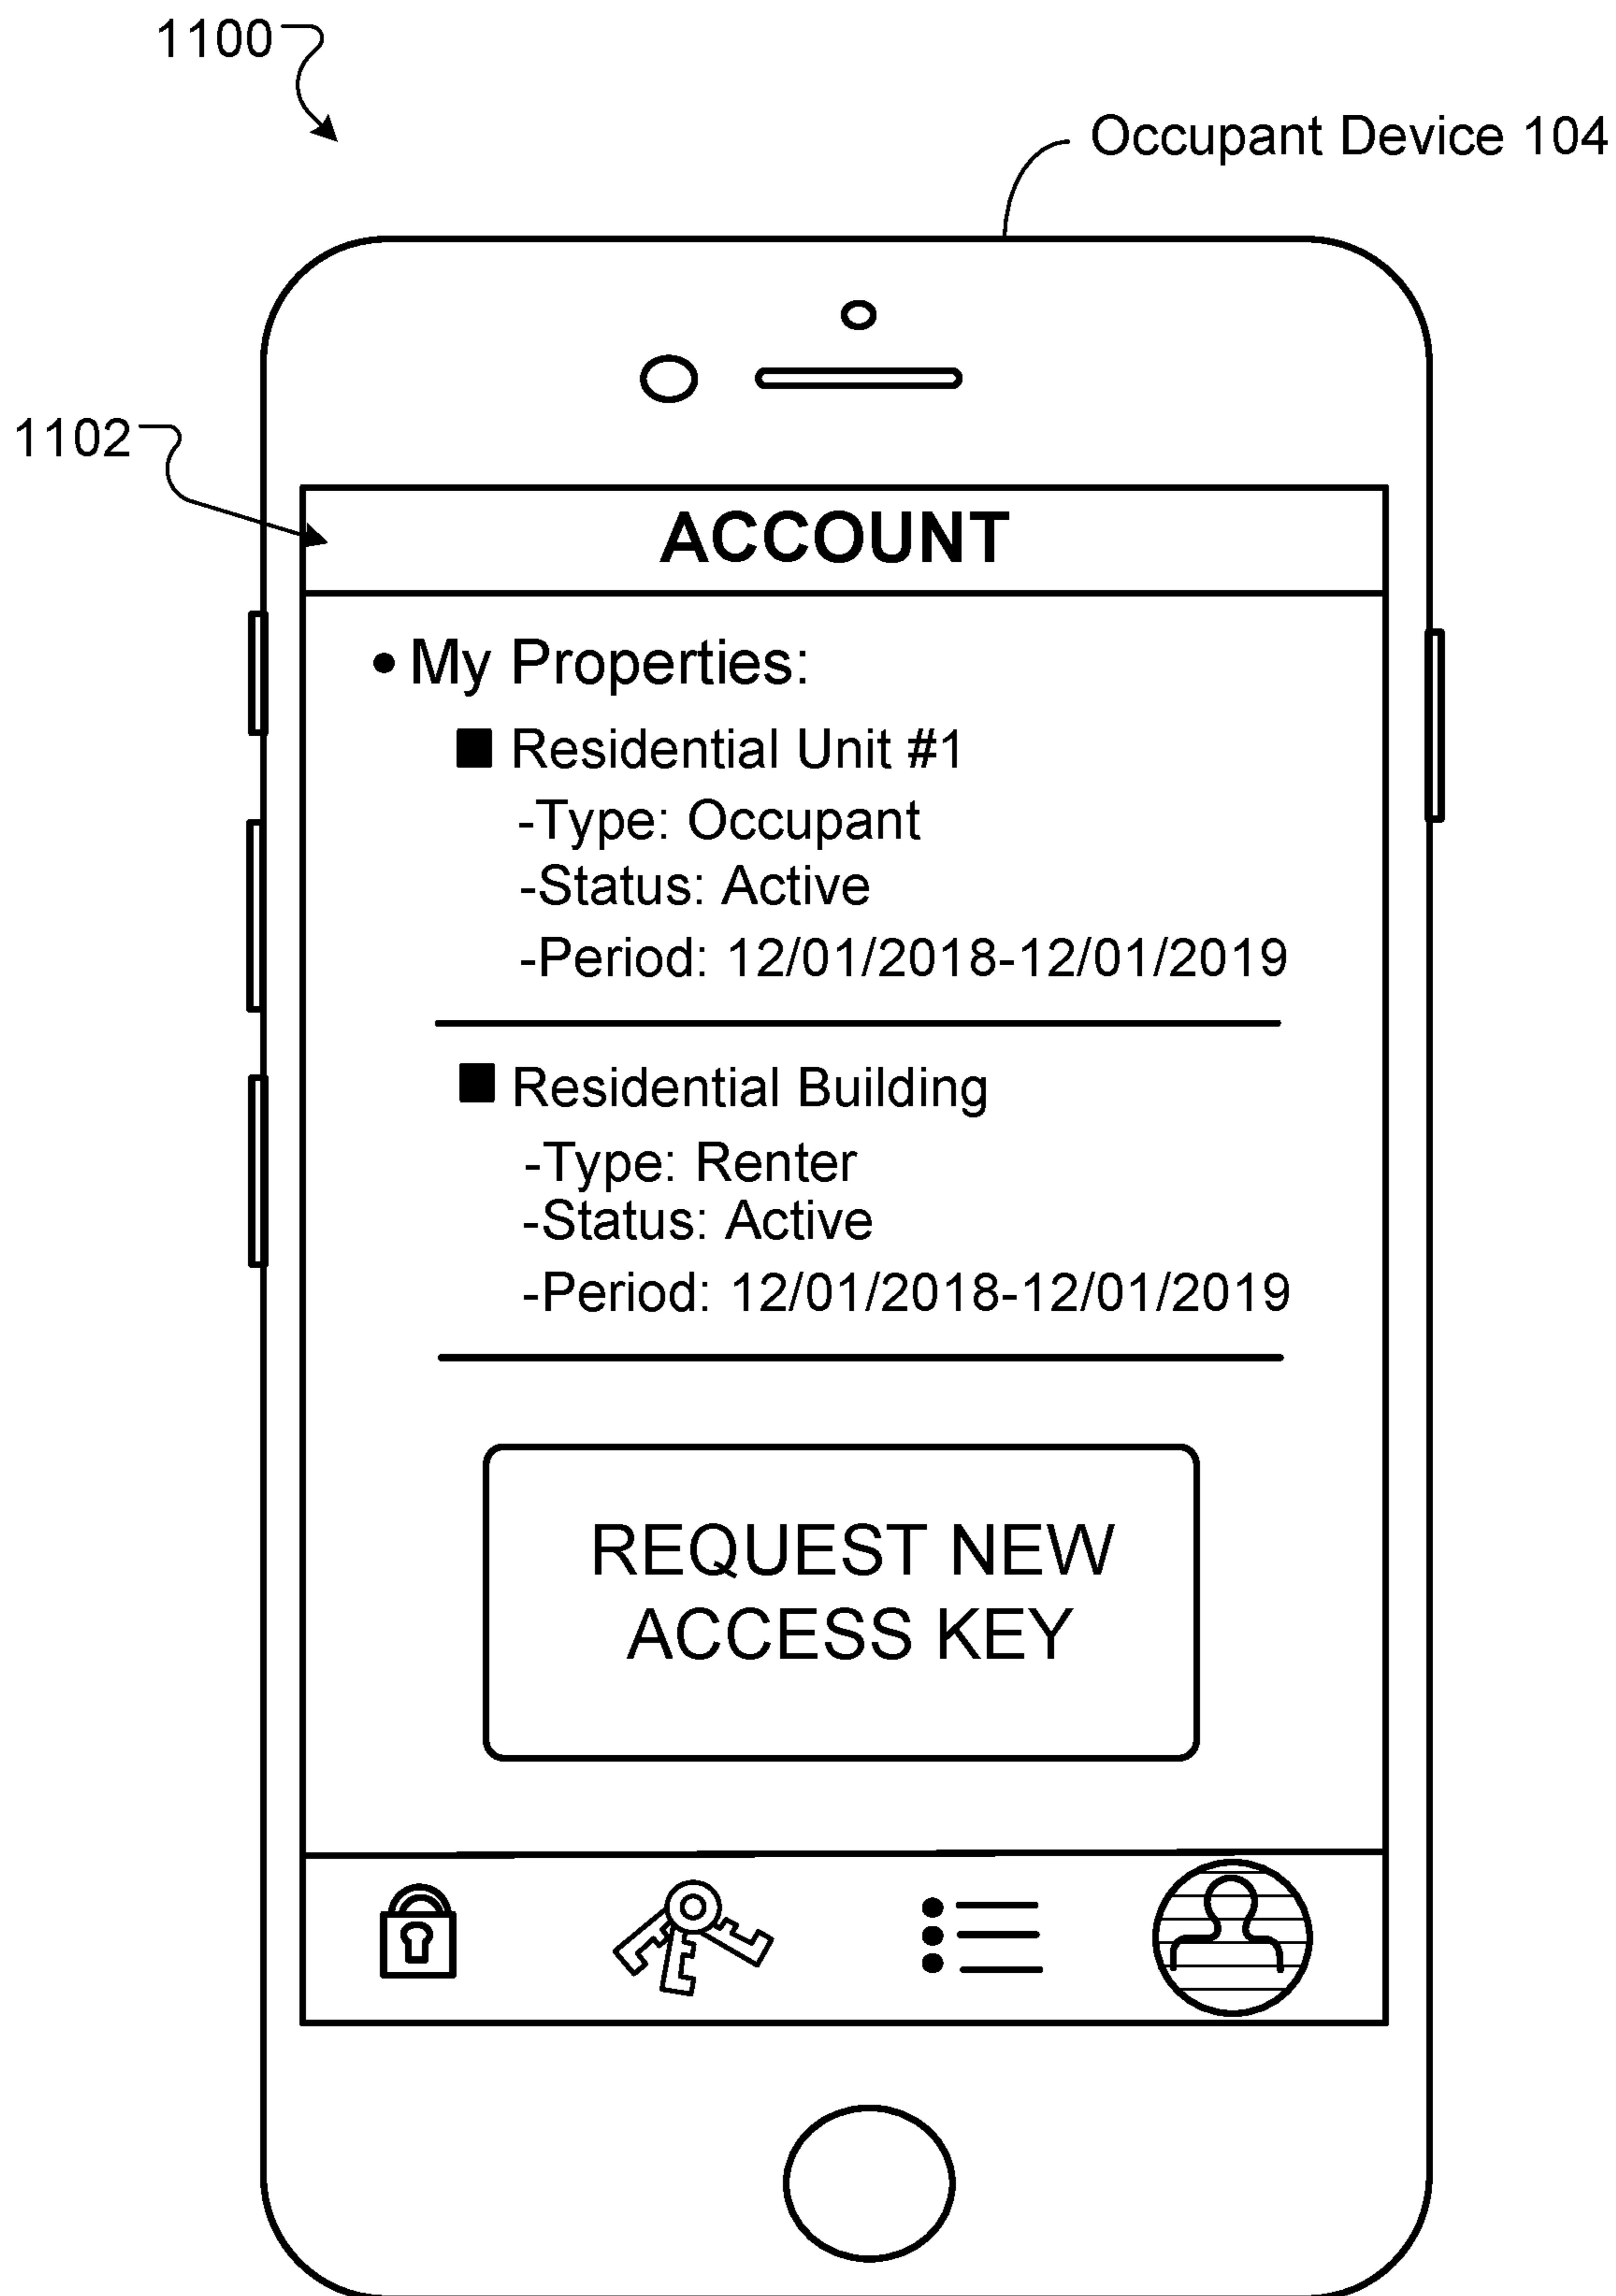 1100
Occupant Device 104
1102
ACCOUNT
• My Properties:
■ Residential Unit #1
-Type: Occupant
-Status: Active
-Period: 12/01/2018-12/01/2019
■ Residential Building
-Type: Renter
-Status: Active
-Period: 12/01/2018-12/01/2019
REQUEST NEW
ACCESS KEY